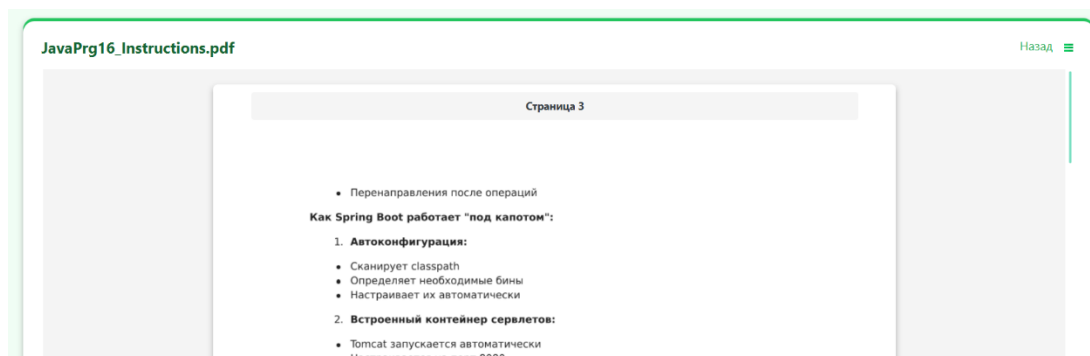 JavaPrg16_Instructions.pdf
Назад
Страница 3
• Перенаправления после операций
Как Spring Boot работает "под капотом":
1. Автоконфигурация:
• Сканирует classpath
• Определяет необходимые бины
• Настраивает их автоматически
2. Встроенный контейнер сервлетов:
• Tomcat запускается автоматически